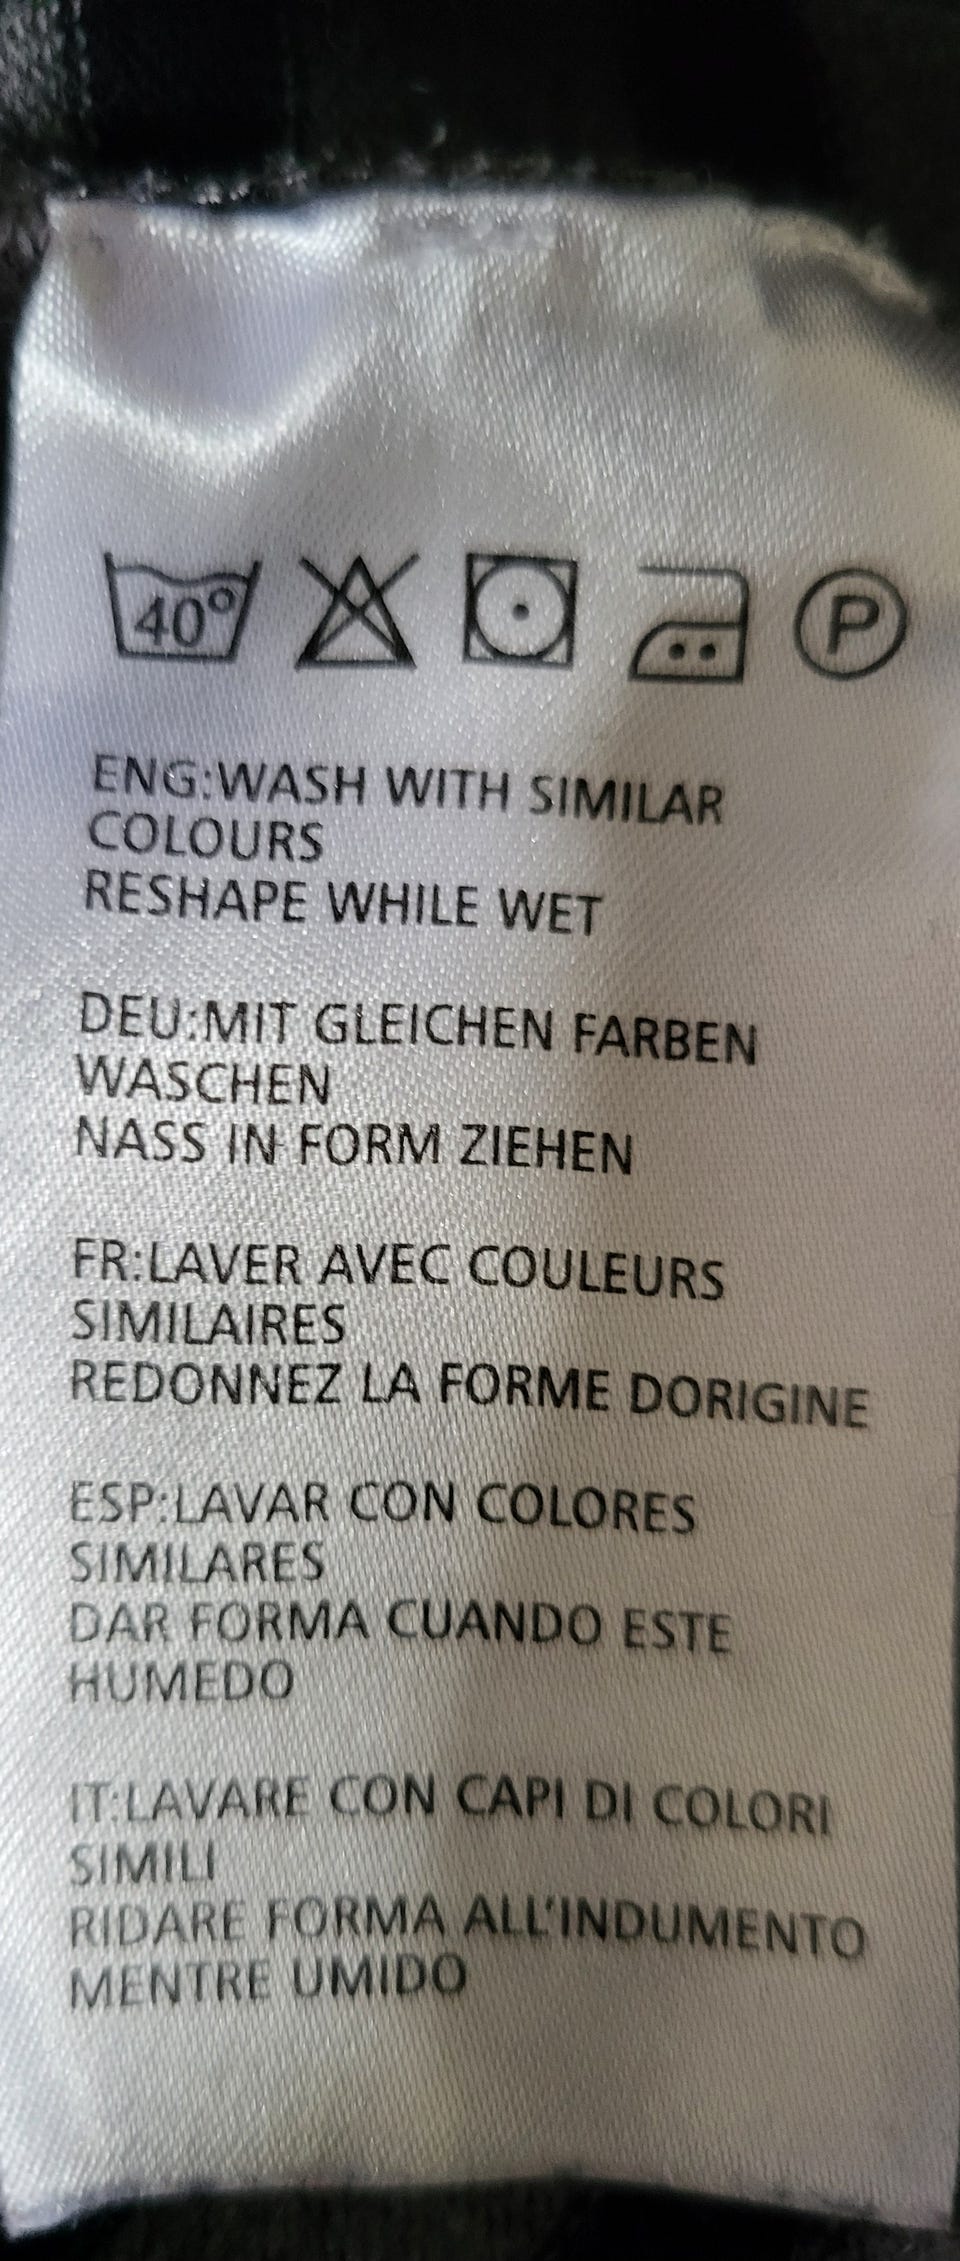 40°
P
ENG:WASH WITH SIMILAR
COLOURS
RESHAPE WHILE WET
DEU:MIT GLEICHEN FARBEN
WASCHEN
NASS IN FORM ZIEHEN
FR:LAVER AVEC COULEURS
SIMILAIRES
REDONNEZ LA FORME DORIGINE
ESP:LAVAR CON COLORES
SIMILARES
DAR FORMA CUANDO ESTE
HUMEDO
IT:LAVARE CON CAPI DI COLORI
SIMILI
RIDARE FORMA ALL'INDUMENTO
MENTRE UMIDO